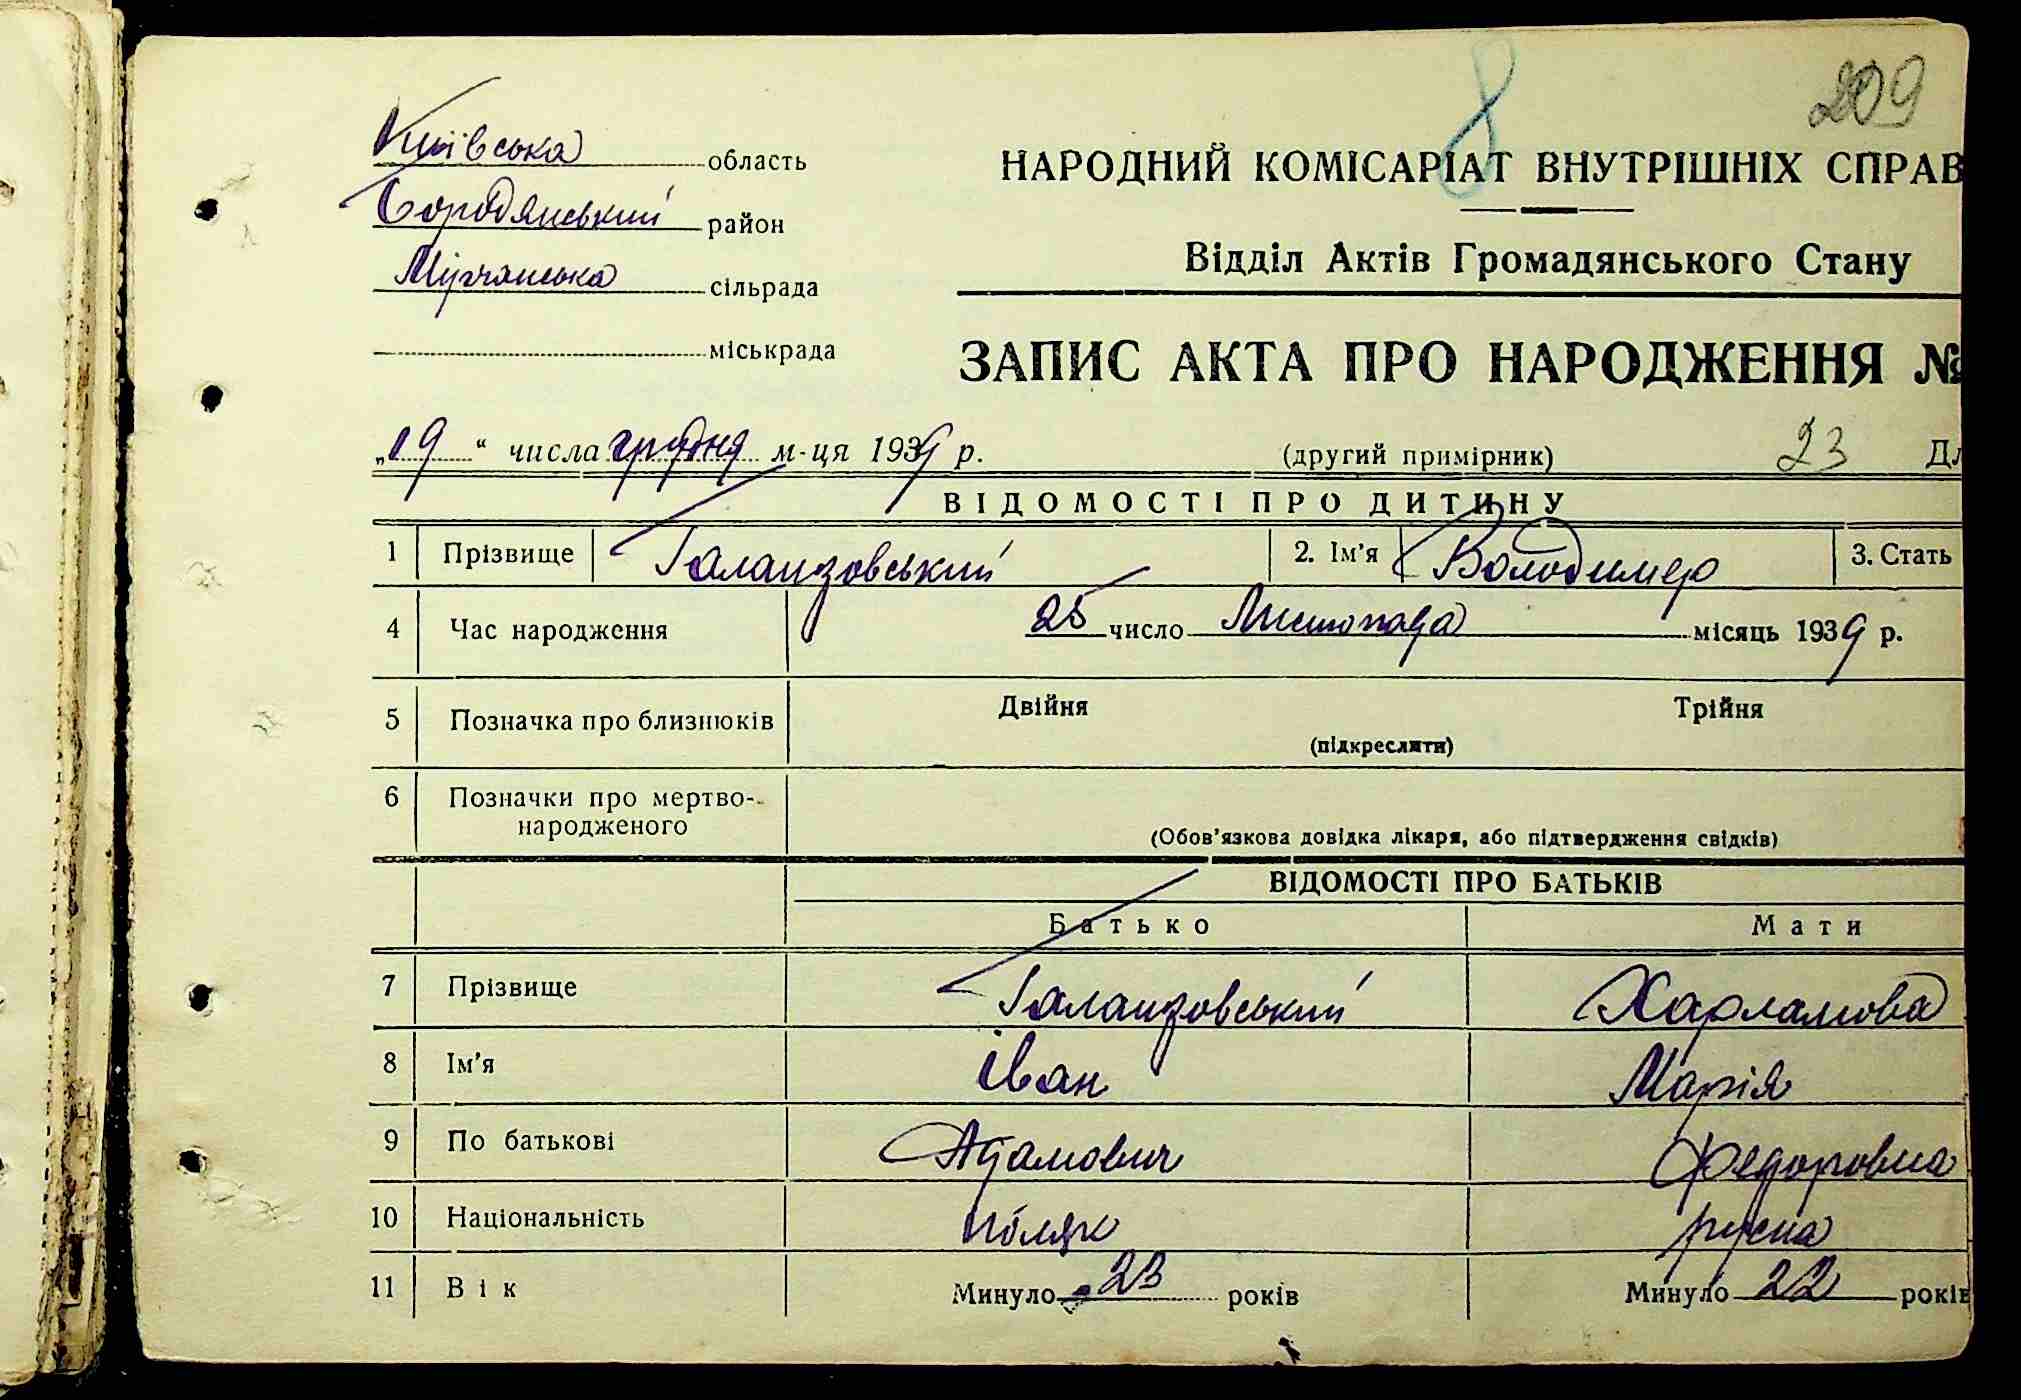 8
209
Київська область
Бородянський район
Мірчанська сільрада
міськрада
НАРОДНИЙ КОМІСАРІАТ ВНУТРІШНІХ СПРАВ
Відділ Актів Громадянського Стану
ЗАПИС АКТА ПРО НАРОДЖЕННЯ №
„19“ числа грудня м-ця 1939 р.
(другий примірник)
23
ВІДОМОСТІ ПРО ДИТИНУ
1 Прізвище Галанзовський 2. Ім'я Володимер 3. Стать
4 Час народження 25 число Листопада місяць 1939 р.
5 Позначка про близнюків Двійня Трійня
(підкреслити)
6 Позначки про мертво-
народженого
(Обов'язкова довідка лікаря, або підтвердження свідків)
ВІДОМОСТІ ПРО БАТЬКІВ
Батько Мати
7 Прізвище Галанзовський Харламова
8 Ім'я Іван Марія
9 По батькові Адамович Федоровна
10 Національність поляк руска
11 Вік Минуло 23 років Минуло 22 років